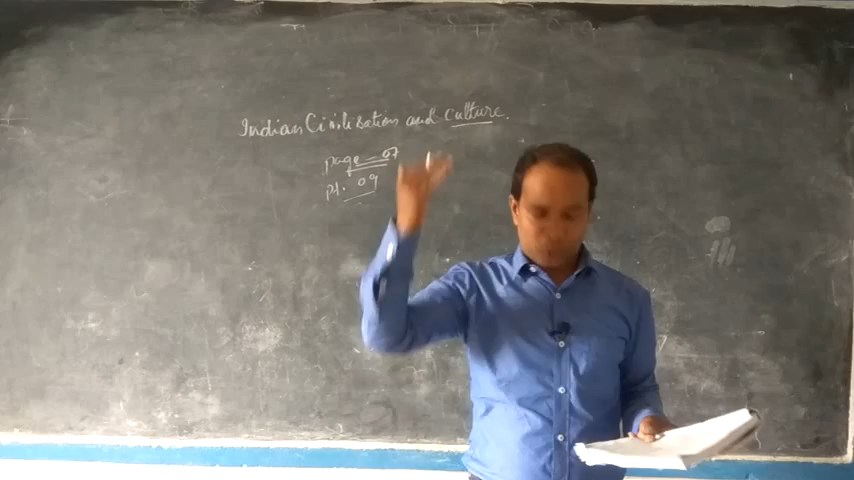 Indian Civilisation and Culture.
page - 07
pt. 09